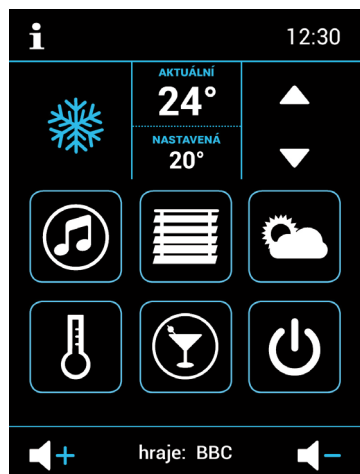 i 12:30
AKTUÁLNÍ
24°
NASTAVENÁ
20°
hraje: BBC